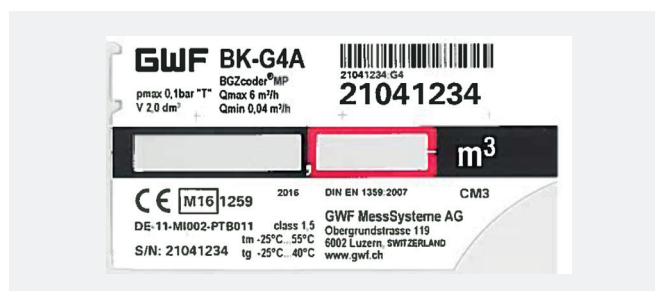 GWF BK-G4A
BGZcoder®MP
pmax 0,1bar "T" Qmax 6 m³/h
V 2,0 dm³ Qmin 0,04 m³/h
21041234 G4
21041234
, m³
CE M16 1259 2016 DIN EN 1359:2007 CM3
DE-11-MI002-PTB011 class 1,5
tm -25°C...55°C
S/N: 21041234 tg -25°C...40°C
GWF MessSysteme AG
Obergrundstrasse 119
6002 Luzern, SWITZERLAND
www.gwf.ch